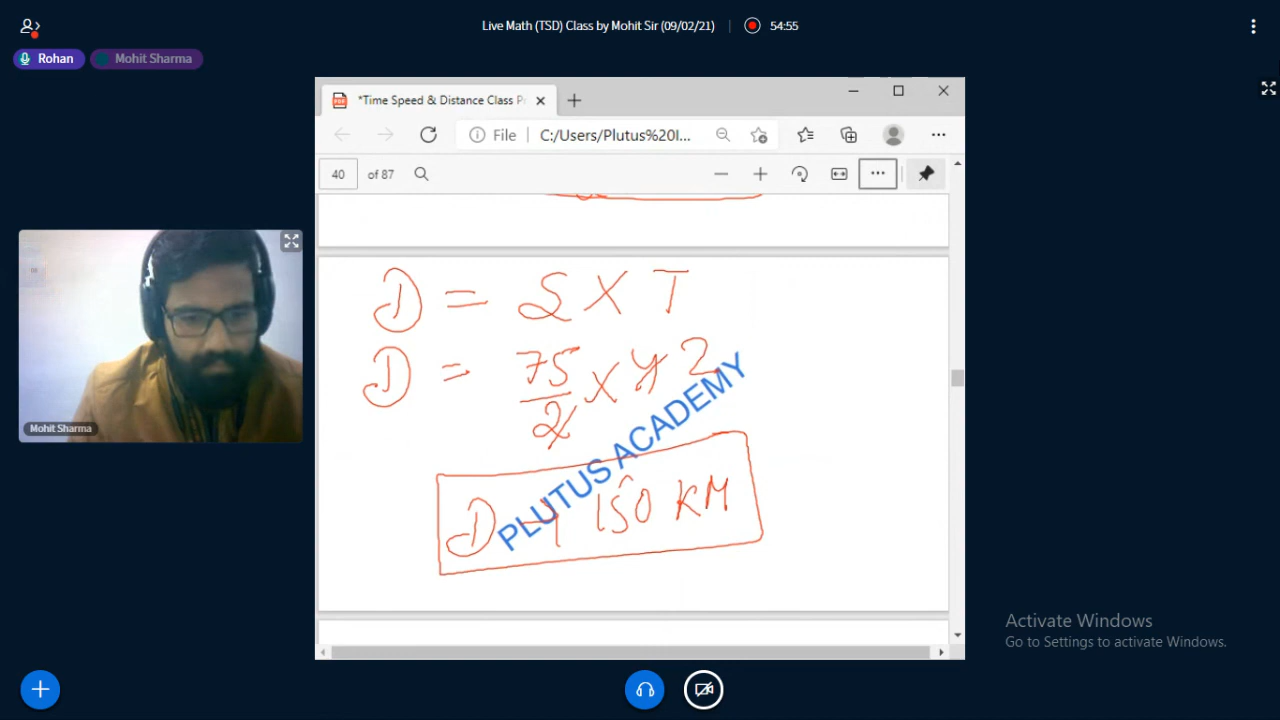 Live Math (TSD) Class by Mohit Sir (09/02/21) 54:55
Rohan Mohit Sharma
*Time Speed & Distance Class P
File C:/Users/Plutus%20I...
40 of 87
D = S X T
D = 75/2 X 4 2
D → 150 KM
PLUTUS ACADEMY
Mohit Sharma
Activate Windows
Go to Settings to activate Windows.